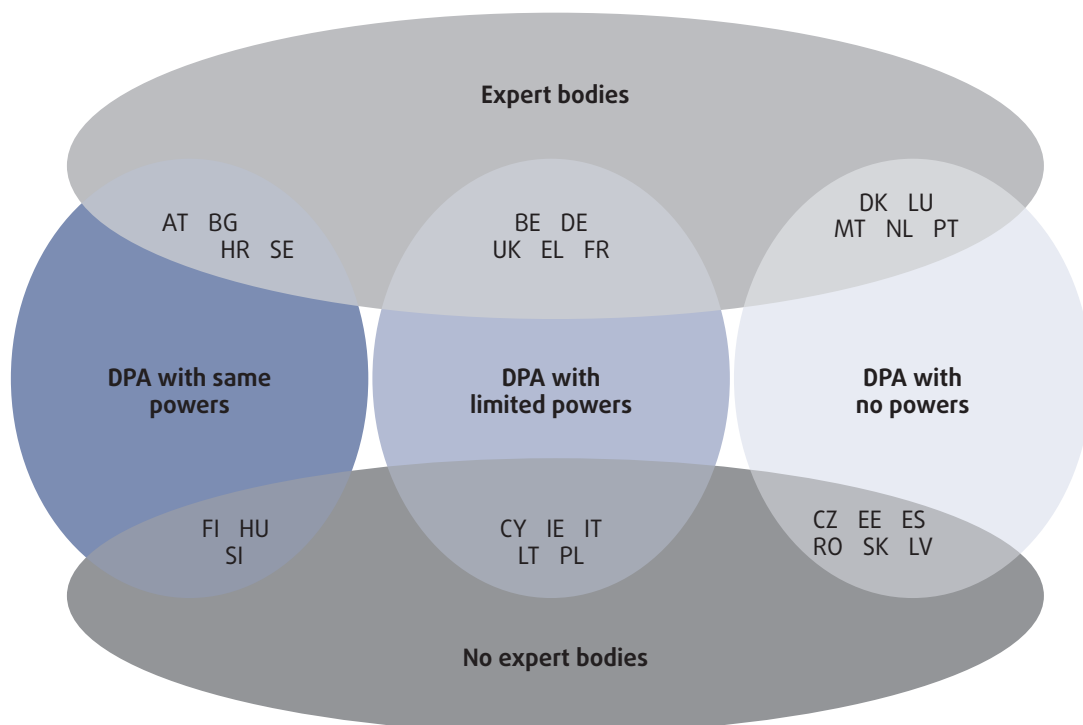 Expert bodies
AT BG
HR SE
BE DE
UK EL FR
DK LU
MT NL PT
DPA with same
powers
DPA with
limited powers
DPA with
no powers
FI HU
SI
CY IE IT
LT PL
CZ EE ES
RO SK LV
No expert bodies